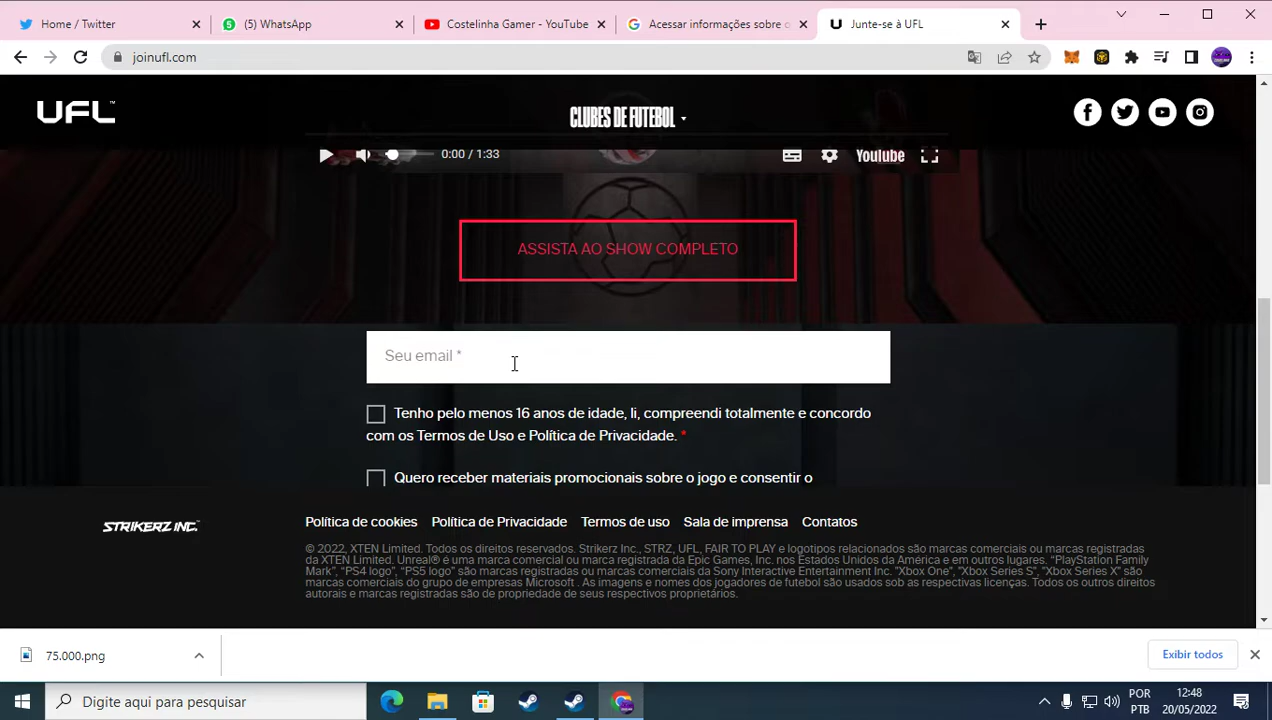 Home / Twitter
(5) WhatsApp
Costelinha Gamer - YouTube
Acessar informações sobre o
Junte-se à UFL
joinufl.com
UFL™
CLUBES DE FUTEBOL
0:00 / 1:33
YouTube
ASSISTA AO SHOW COMPLETO
Seu email *
Tenho pelo menos 16 anos de idade, li, compreendi totalmente e concordo
com os Termos de Uso e Política de Privacidade. *
Quero receber materiais promocionais sobre o jogo e consentir o
STRIKERZ INC.
Política de cookies
Política de Privacidade
Termos de uso
Sala de imprensa
Contatos
© 2022, XTEN Limited. Todos os direitos reservados. Strikerz Inc., STRZ, UFL, FAIR TO PLAY e logotipos relacionados são marcas comerciais ou marcas registradas
da XTEN Limited. Unreal® é uma marca comercial ou marca registrada da Epic Games, Inc. nos Estados Unidos da América e em outros lugares. “PlayStation Family
Mark”, “PS4 logo”, “PS5 logo” são marcas registradas ou marcas comerciais da Sony Interactive Entertainment Inc. "Xbox One", "Xbox Series S", "Xbox Series X" são
marcas comerciais do grupo de empresas Microsoft . As imagens e nomes dos jogadores de futebol são usados sob as respectivas licenças. Todos os outros direitos
autorais e marcas registradas são de propriedade de seus respectivos proprietários.
75.000.png
Exibir todos
Digite aqui para pesquisar
POR
PTB
12:48
20/05/2022